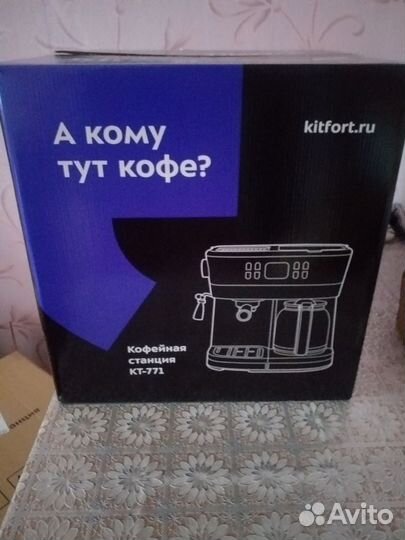 А кому
тут кофе?
kitfort.ru
Кофейная
станция
КТ-771
Avito